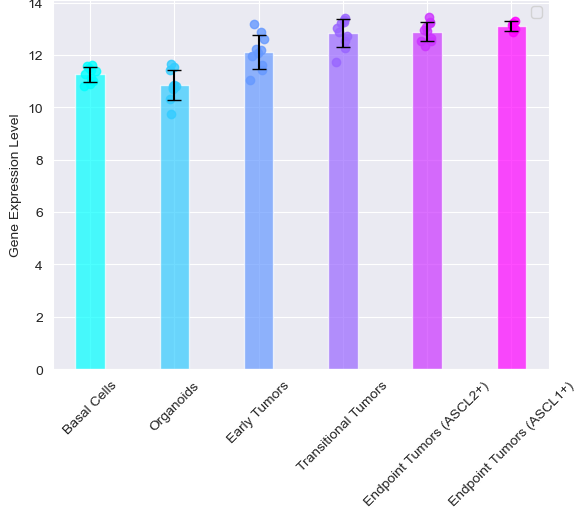 14
12
10
8
6
4
2
0
Gene Expression Level
Basal Cells
Organoids
Early Tumors
Transitional Tumors
Endpoint Tumors (ASCL2+)
Endpoint Tumors (ASCL1+)